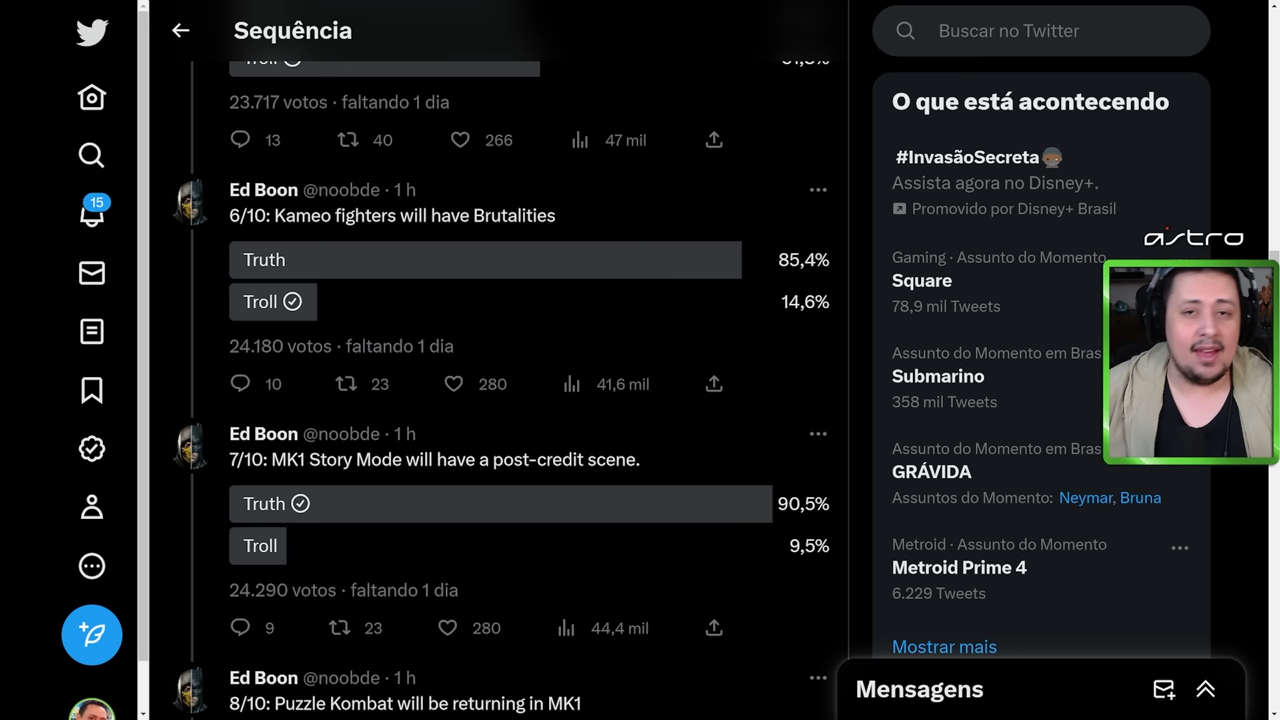 Sequência
Troll
23.717 votos · faltando 1 dia
13 40 266 47 mil
Ed Boon @noobde · 1 h
6/10: Kameo fighters will have Brutalities
Truth 85,4%
Troll 14,6%
24.180 votos · faltando 1 dia
10 23 280 41,6 mil
Ed Boon @noobde · 1 h
7/10: MK1 Story Mode will have a post-credit scene.
Truth 90,5%
Troll 9,5%
24.290 votos · faltando 1 dia
9 23 280 44,4 mil
Ed Boon @noobde · 1 h
8/10: Puzzle Kombat will be returning in MK1
15
Buscar no Twitter
O que está acontecendo
#InvasãoSecreta
Assista agora no Disney+.
Promovido por Disney+ Brasil
astro
Gaming · Assunto do Momento
Square
78,9 mil Tweets
Assunto do Momento em Bras
Submarino
358 mil Tweets
Assunto do Momento em Bras
GRÁVIDA
Assuntos do Momento: Neymar, Bruna
Metroid · Assunto do Momento
Metroid Prime 4
6.229 Tweets
Mostrar mais
Mensagens